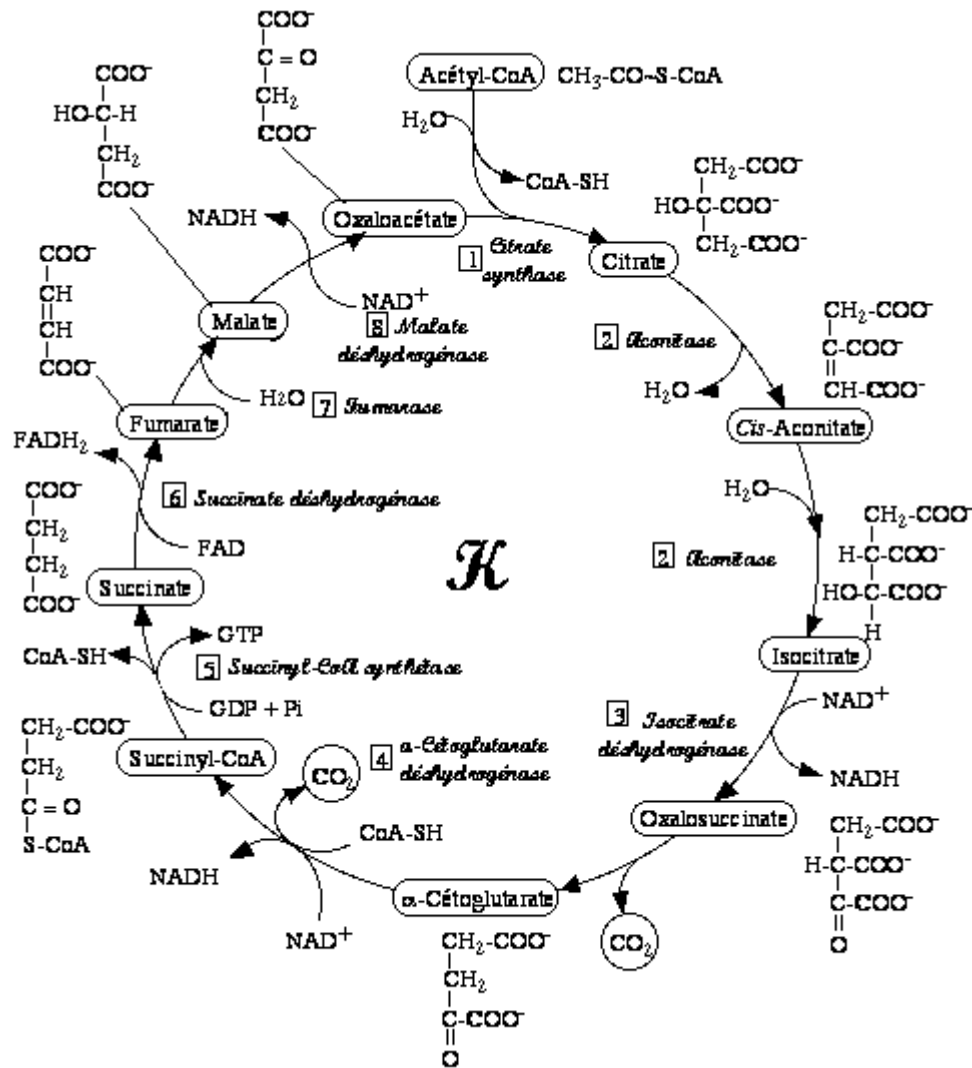 COO⁻
C = O
CH₂
COO⁻
Acétyl-CoA
CH₃-CO~S-CoA
H₂O
CoA-SH
COO⁻
HO-C-H
CH₂
COO⁻
CH₂-COO⁻
HO-C-COO⁻
CH₂-COO⁻
NADH
Oxaloacétate
1 Citrate
synthase
Citrate
COO⁻
CH
CH
COO⁻
NAD⁺
Malate
8 Malate
déshydrogénase
2 Aconitase
H₂O
CH₂-COO⁻
C-COO⁻
CH-COO⁻
H₂O
7 Fumarase
Fumarate
Cis-Aconitate
FADH₂
6 Succinate déshydrogénase
FAD
COO⁻
CH₂
CH₂
COO⁻
Succinate
K
H₂O
2 Aconitase
CH₂-COO⁻
H-C-COO⁻
HO-C-COO⁻
H
Isocitrate
GTP
CoA-SH
5 Succinyl-CoA synthétase
GDP + Pi
NAD⁺
3 Isocitrate
déshydrogénase
NADH
CH₂-COO⁻
CH₂
C = O
S-CoA
Succinyl-CoA
4 α-Cétoglutarate
déshydrogénase
CO₂
CoA-SH
NADH
NAD⁺
Oxalosuccinate
CH₂-COO⁻
H-C-COO⁻
C-COO⁻
O
α-Cétoglutarate
CO₂
CH₂-COO⁻
CH₂
C-COO⁻
O